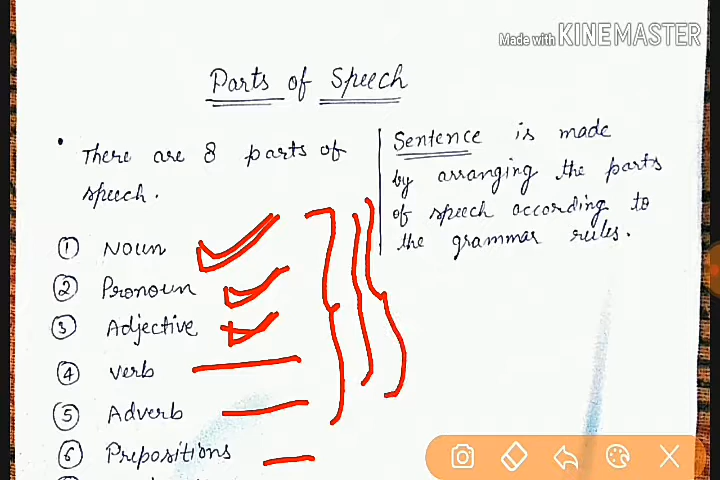 Made with KINEMASTER
Parts of Speech
• There are 8 parts of
speech.
① Noun
② Pronoun
③ Adjective
④ Verb
⑤ Adverb
⑥ Prepositions
Sentence is made
by arranging the parts
of speech according to
the grammar rules.